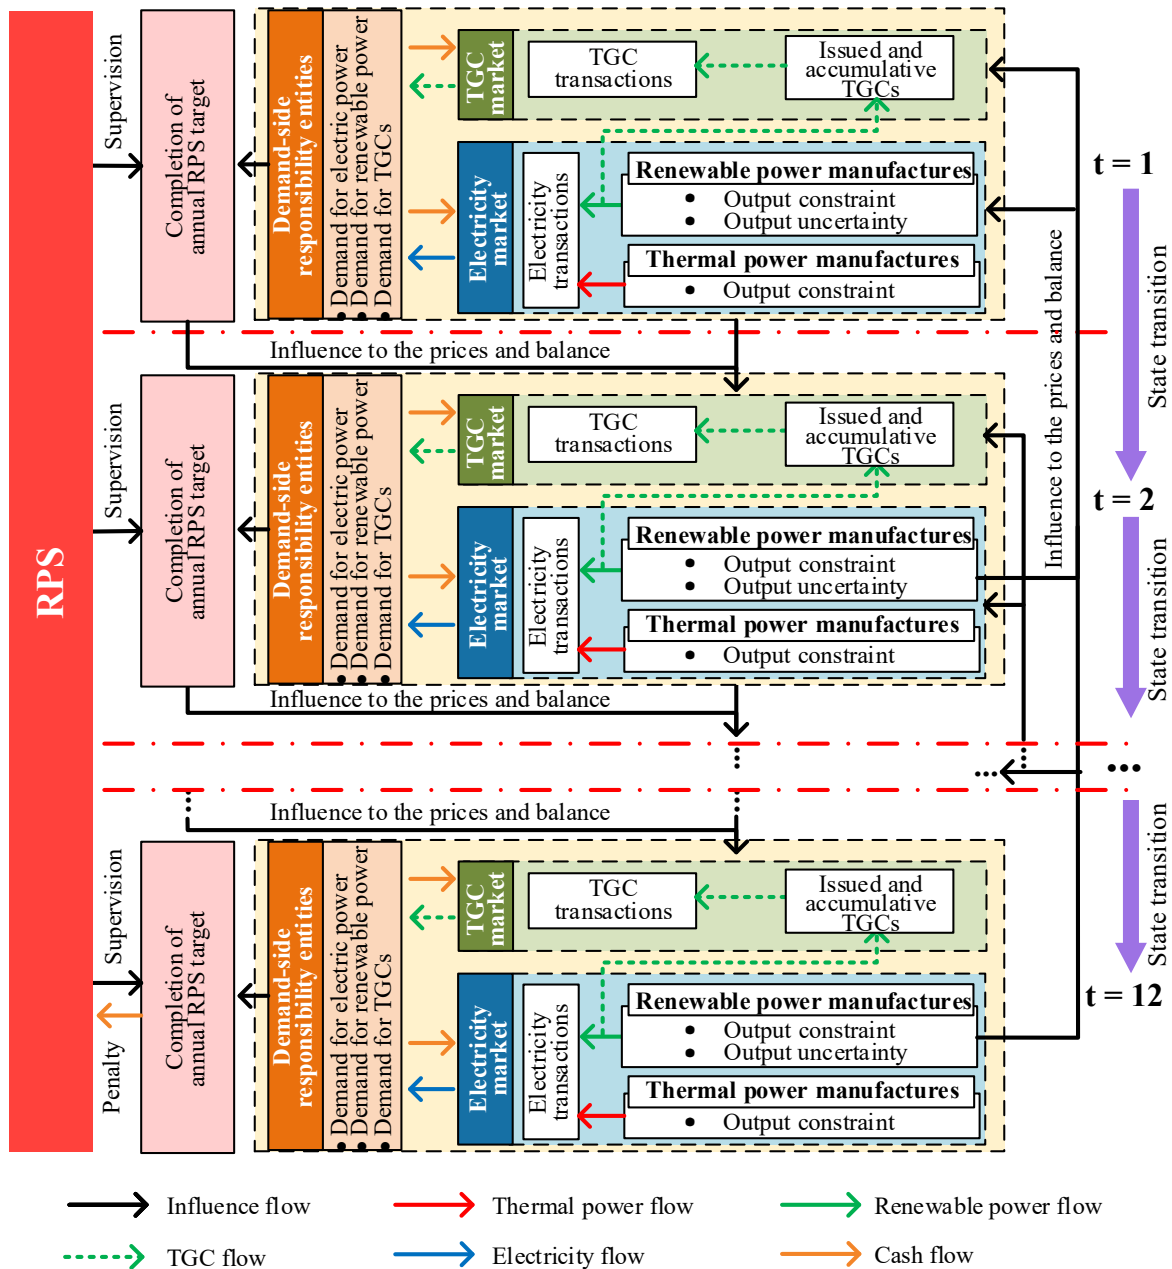 RPS
Supervision
Completion of
annual RPS target
Demand-side
responsibility entities
• Demand for electric power
• Demand for renewable power
• Demand for TGCs
TGC
market
TGC
transactions
Issued and
accumulative
TGCs
Electricity
market
Electricity
transactions
Renewable power manufactures
• Output constraint
• Output uncertainty
Thermal power manufactures
• Output constraint
t = 1
State transition
Influence to the prices and balance
Influence to the prices and balance
Supervision
Completion of
annual RPS target
Demand-side
responsibility entities
• Demand for electric power
• Demand for renewable power
• Demand for TGCs
TGC
market
TGC
transactions
Issued and
accumulative
TGCs
Electricity
market
Electricity
transactions
Renewable power manufactures
• Output constraint
• Output uncertainty
Thermal power manufactures
• Output constraint
t = 2
State transition
Influence to the prices and balance
...
...
...
Influence to the prices and balance
State transition
Supervision
Penalty
Completion of
annual RPS target
Demand-side
responsibility entities
• Demand for electric power
• Demand for renewable power
• Demand for TGCs
TGC
market
TGC
transactions
Issued and
accumulative
TGCs
Electricity
market
Electricity
transactions
Renewable power manufactures
• Output constraint
• Output uncertainty
Thermal power manufactures
• Output constraint
t = 12
Influence flow
Thermal power flow
Renewable power flow
TGC flow
Electricity flow
Cash flow